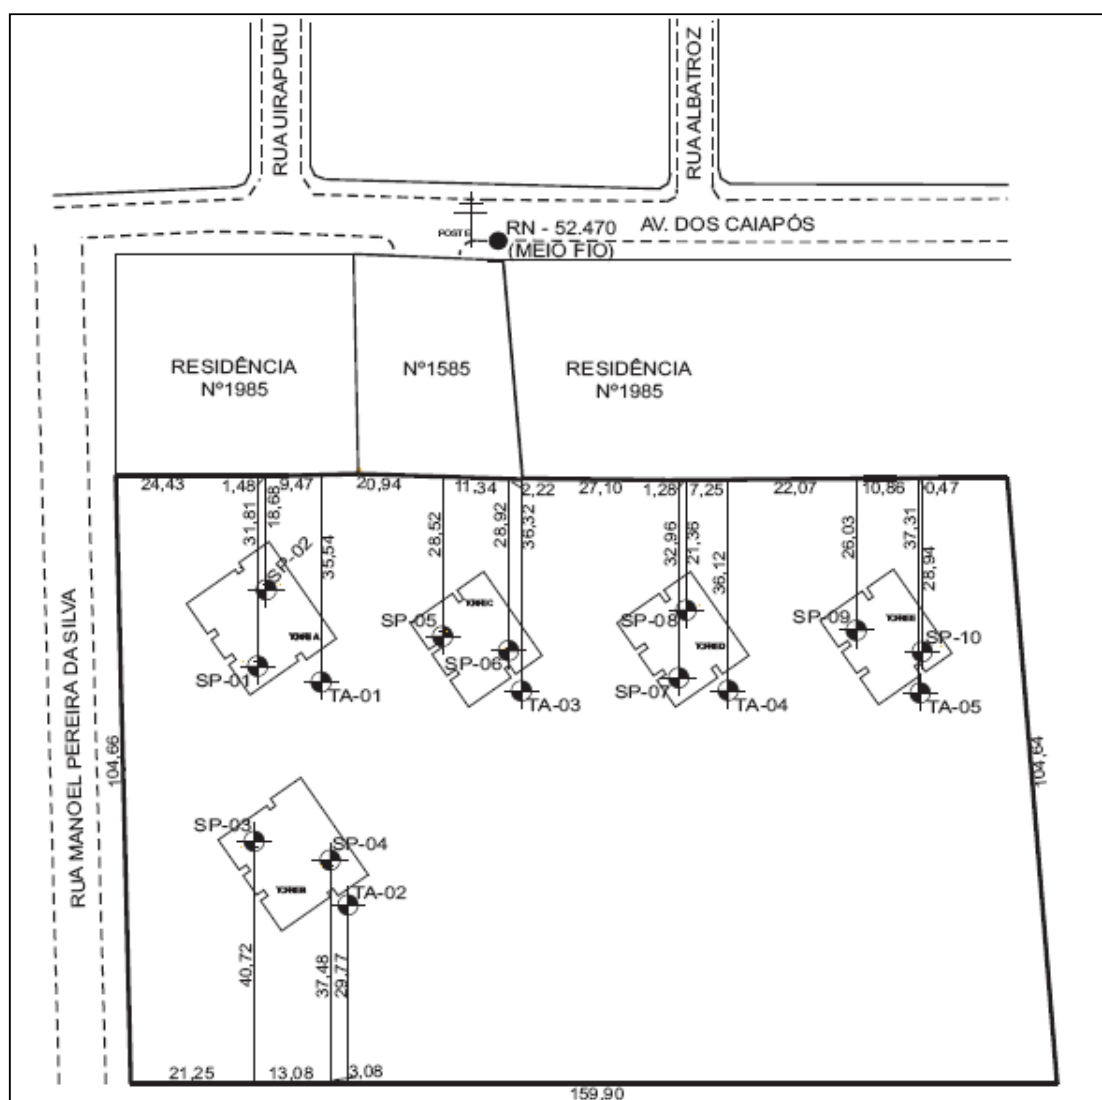 RUA UIRAPURU
RUA ALBATROZ
POSTE
RN - 52.470
(MEIO FIO)
AV. DOS CAIAPÓS
RESIDÊNCIA
Nº1985
Nº1585
RESIDÊNCIA
Nº1985
RUA MANOEL PEREIRA DA SILVA
24,43
1,48
9,47
20,94
11,34
2,22
27,10
1,28
7,25
22,07
10,86
0,47
31,81
18,68
35,54
28,52
28,92
36,32
32,96
21,36
36,12
26,03
37,31
28,94
SP-02
TORRE A
SP-01
TA-01
SP-05
TORRE C
SP-06
TA-03
SP-08
TORRE D
SP-07
TA-04
SP-09
SP-10
TA-05
104,66
104,64
SP-03
SP-04
TORRE B
TA-02
40,72
37,48
29,77
21,25
13,08
3,08
159,90